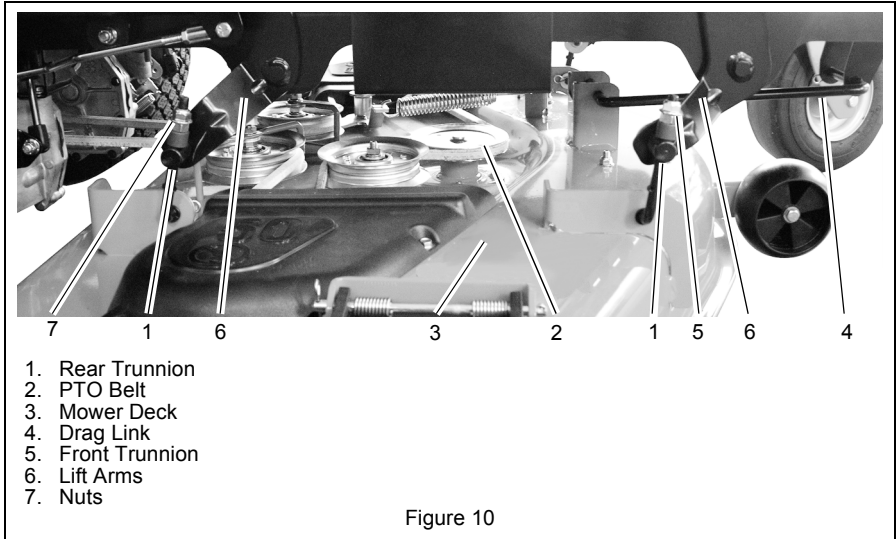 7 1 6 3 2 1 5 6 4
1. Rear Trunnion
2. PTO Belt
3. Mower Deck
4. Drag Link
5. Front Trunnion
6. Lift Arms
7. Nuts
Figure 10